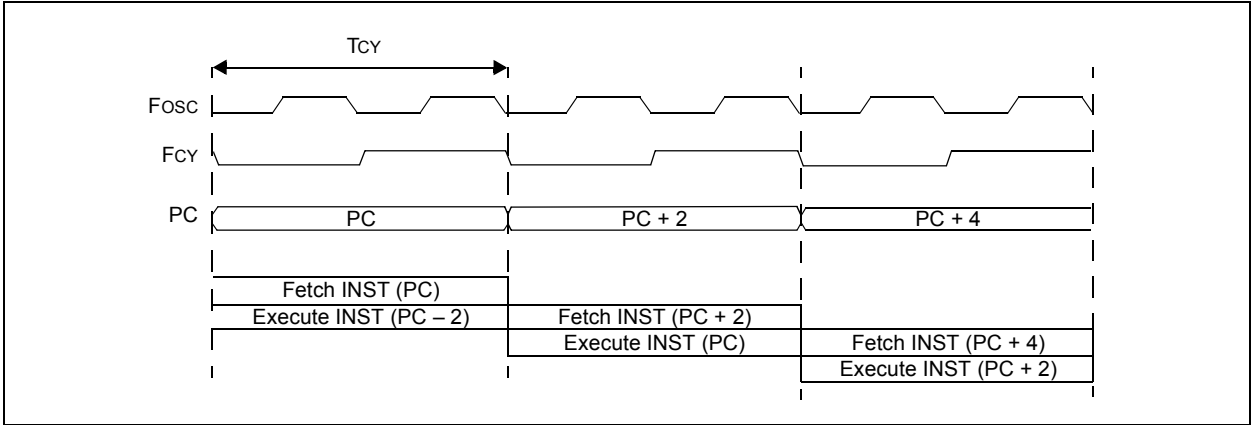 TCY
FOSC
FCY
PC PC PC + 2 PC + 4
Fetch INST (PC)
Execute INST (PC – 2) Fetch INST (PC + 2)
Execute INST (PC) Fetch INST (PC + 4)
Execute INST (PC + 2)